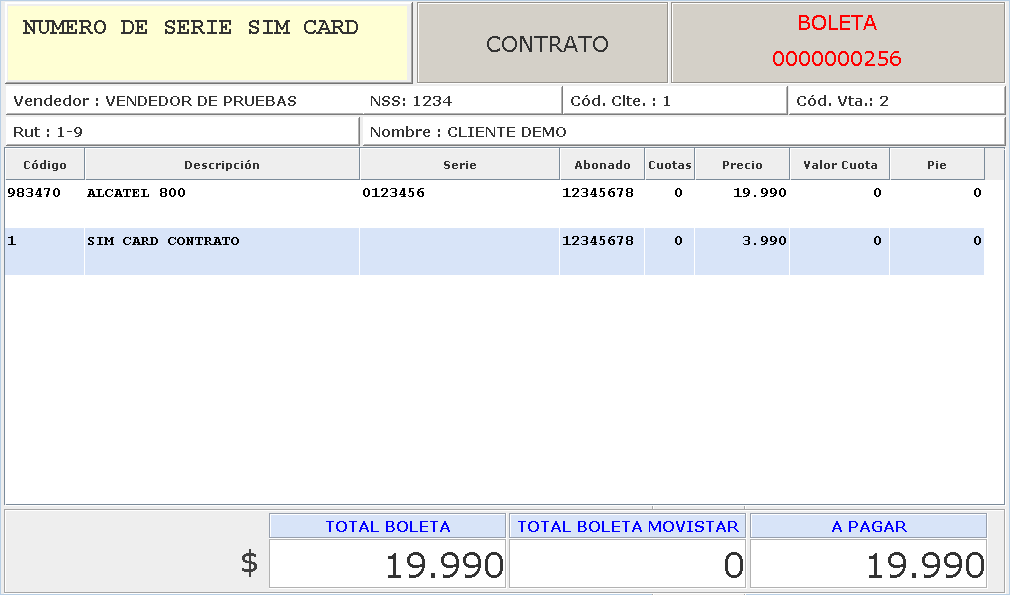 NUMERO DE SERIE SIM CARD
CONTRATO
BOLETA
0000000256
Vendedor : VENDEDOR DE PRUEBAS NSS: 1234 Cód. Clte. : 1 Cód. Vta.: 2
Rut : 1-9 Nombre : CLIENTE DEMO
Código Descripción Serie Abonado Cuotas Precio Valor Cuota Pie
983470 ALCATEL 800 0123456 12345678 0 19.990 0 0
1 SIM CARD CONTRATO 12345678 0 3.990 0 0
TOTAL BOLETA TOTAL BOLETA MOVISTAR A PAGAR
$ 19.990 0 19.990